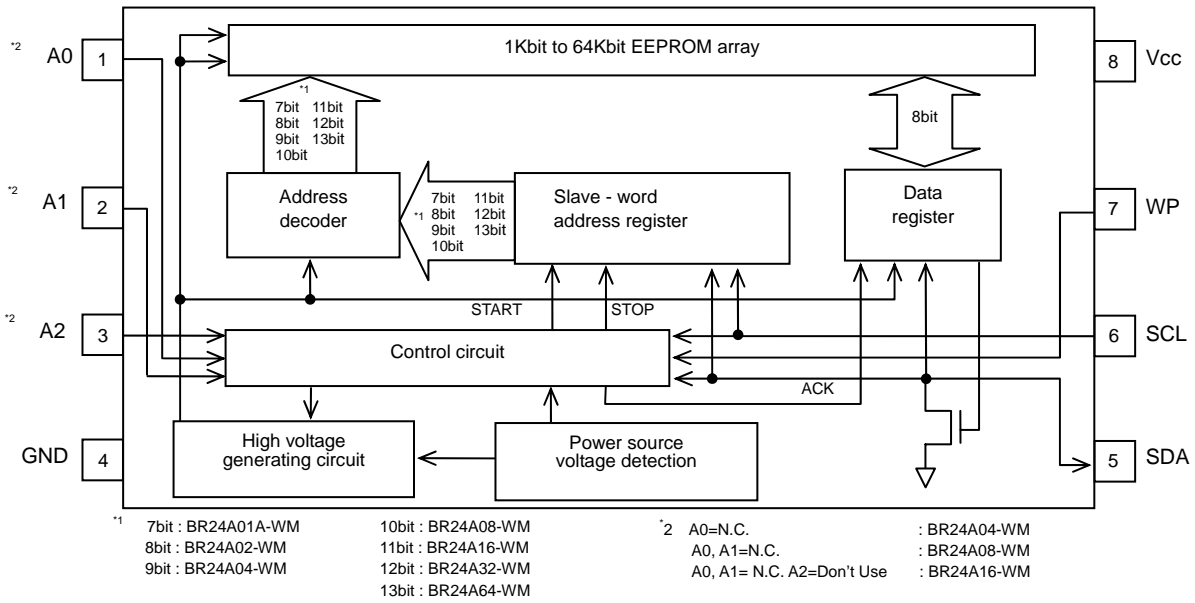 1Kbit to 64Kbit EEPROM array
*2 A0 1
8 Vcc
*1
7bit 11bit
8bit 12bit
9bit 13bit
10bit
8bit
*2 A1 2
Address
decoder
*1
7bit 11bit
8bit 12bit
9bit 13bit
10bit
Slave - word
address register
Data
register
7 WP
START STOP
*2 A2 3
Control circuit
6 SCL
ACK
GND 4
High voltage
generating circuit
Power source
voltage detection
5 SDA
*1 7bit : BR24A01A-WM
8bit : BR24A02-WM
9bit : BR24A04-WM
10bit : BR24A08-WM
11bit : BR24A16-WM
12bit : BR24A32-WM
13bit : BR24A64-WM
*2 A0=N.C. : BR24A04-WM
A0, A1=N.C. : BR24A08-WM
A0, A1= N.C. A2=Don't Use : BR24A16-WM